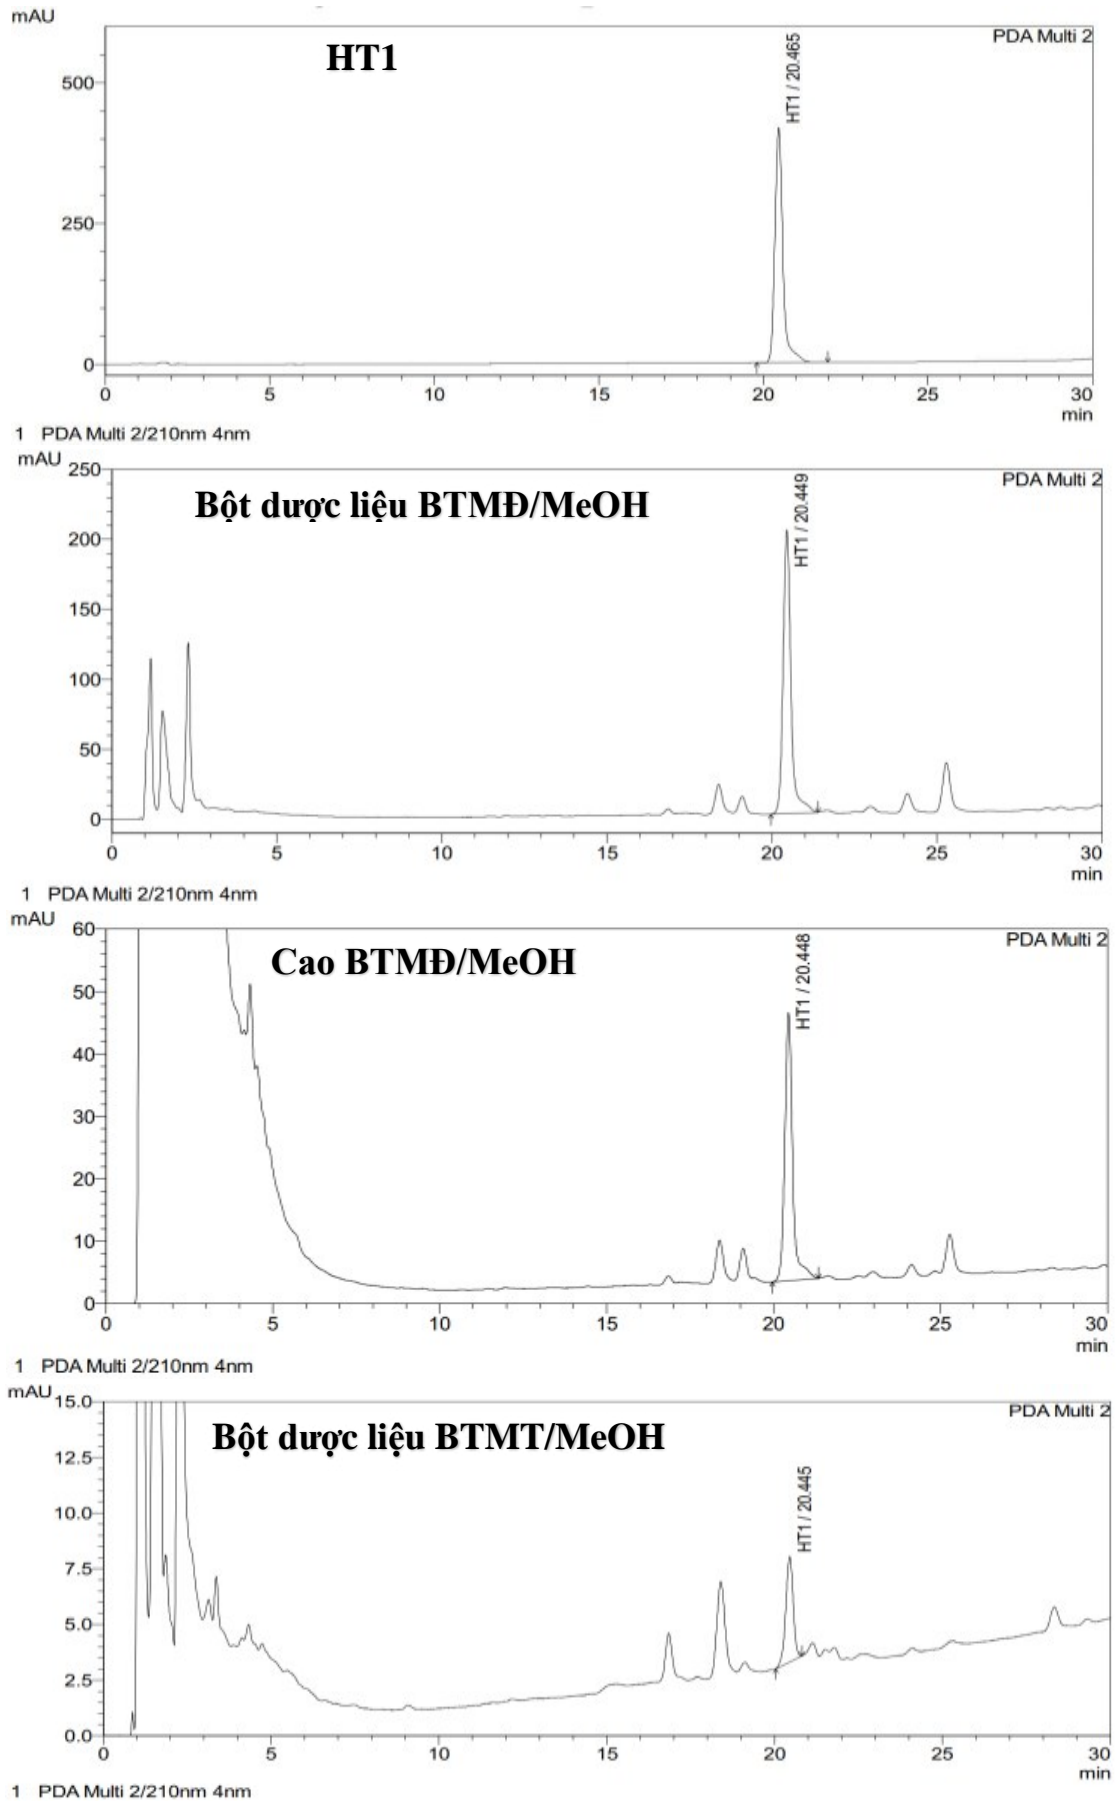 mAU
PDA Multi 2
HT1
HT1 / 20.465
500
250
0
0 5 10 15 20 25 30
min
1 PDA Multi 2/210nm 4nm
mAU
250
PDA Multi 2
Bột dược liệu BTMĐ/MeOH
HT1 / 20.449
200
150
100
50
0
0 5 10 15 20 25 30
min
1 PDA Multi 2/210nm 4nm
mAU
60
PDA Multi 2
Cao BTMĐ/MeOH
HT1 / 20.448
50
40
30
20
10
0
0 5 10 15 20 25 30
min
1 PDA Multi 2/210nm 4nm
mAU
15.0
PDA Multi 2
Bột dược liệu BTMT/MeOH
HT1 / 20.445
12.5
10.0
7.5
5.0
2.5
0.0
0 5 10 15 20 25 30
min
1 PDA Multi 2/210nm 4nm